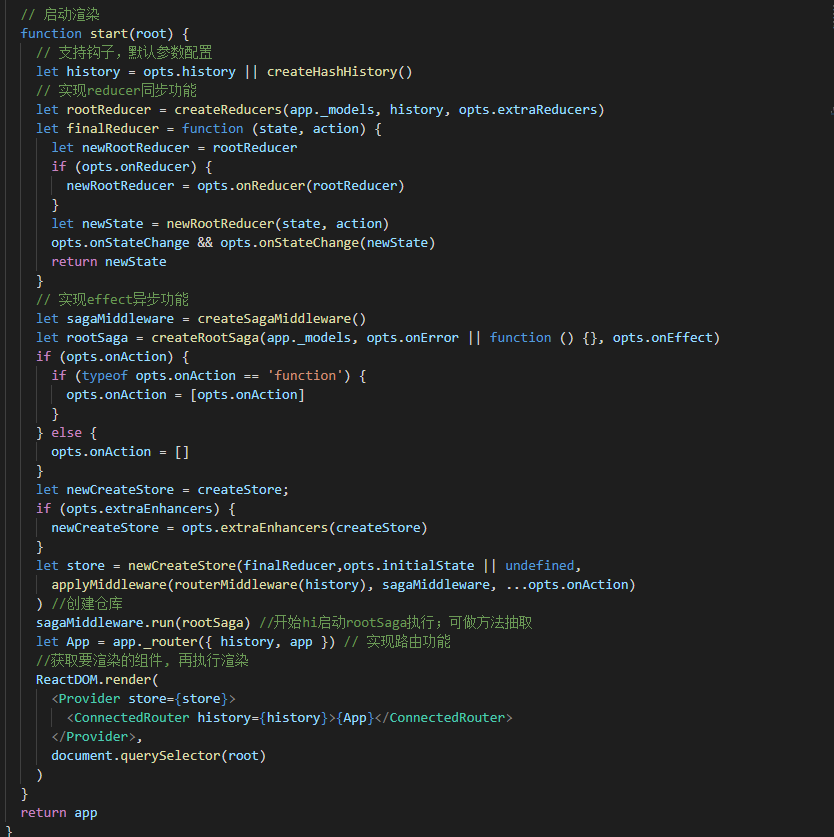 // 启动渲染
function start(root) {
// 支持钩子，默认参数配置
let history = opts.history || createHashHistory()
// 实现reducer同步功能
let rootReducer = createReducers(app._models, history, opts.extraReducers)
let finalReducer = function (state, action) {
let newRootReducer = rootReducer
if (opts.onReducer) {
newRootReducer = opts.onReducer(rootReducer)
}
let newState = newRootReducer(state, action)
opts.onStateChange && opts.onStateChange(newState)
return newState
}
// 实现effect异步功能
let sagaMiddleware = createSagaMiddleware()
let rootSaga = createRootSaga(app._models, opts.onError || function () {}, opts.onEffect)
if (opts.onAction) {
if (typeof opts.onAction == 'function') {
opts.onAction = [opts.onAction]
}
} else {
opts.onAction = []
}
let newCreateStore = createStore;
if (opts.extraEnhancers) {
newCreateStore = opts.extraEnhancers(createStore)
}
let store = newCreateStore(finalReducer,opts.initialState || undefined,
applyMiddleware(routerMiddleware(history), sagaMiddleware, ...opts.onAction)
) //创建仓库
sagaMiddleware.run(rootSaga) //开始hi启动rootSaga执行；可做方法抽取
let App = app._router({ history, app }) // 实现路由功能
//获取要渲染的组件, 再执行渲染
ReactDOM.render(
<Provider store={store}>
<ConnectedRouter history={history}>{App}</ConnectedRouter>
</Provider>,
document.querySelector(root)
)
}
return app
}